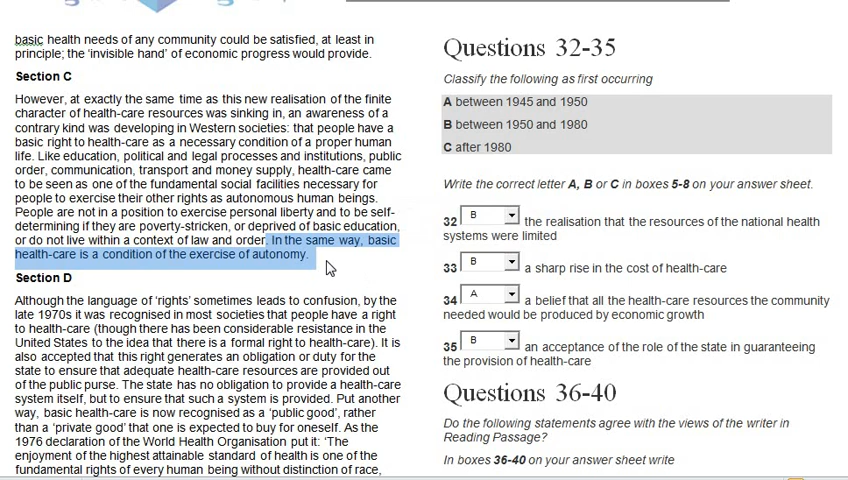 basic health needs of any community could be satisfied, at least in
principle; the 'invisible hand' of economic progress would provide.
Section C
However, at exactly the same time as this new realisation of the finite
character of health-care resources was sinking in, an awareness of a
contrary kind was developing in Western societies: that people have a
basic right to health-care as a necessary condition of a proper human
life. Like education, political and legal processes and institutions, public
order, communication, transport and money supply, health-care came
to be seen as one of the fundamental social facilities necessary for
people to exercise their other rights as autonomous human beings.
People are not in a position to exercise personal liberty and to be self-
determining if they are poverty-stricken, or deprived of basic education,
or do not live within a context of law and order. In the same way, basic
health-care is a condition of the exercise of autonomy.
Section D
Although the language of 'rights' sometimes leads to confusion, by the
late 1970s it was recognised in most societies that people have a right
to health-care (though there has been considerable resistance in the
United States to the idea that there is a formal right to health-care). It is
also accepted that this right generates an obligation or duty for the
state to ensure that adequate health-care resources are provided out
of the public purse. The state has no obligation to provide a health-care
system itself, but to ensure that such a system is provided. Put another
way, basic health-care is now recognised as a 'public good', rather
than a 'private good' that one is expected to buy for oneself. As the
1976 declaration of the World Health Organisation put it: 'The
enjoyment of the highest attainable standard of health is one of the
fundamental rights of every human being without distinction of race,
Questions 32-35
Classify the following as first occurring
A between 1945 and 1950
B between 1950 and 1980
C after 1980
Write the correct letter A, B or C in boxes 5-8 on your answer sheet.
32 B the realisation that the resources of the national health
systems were limited
33 B a sharp rise in the cost of health-care
34 A a belief that all the health-care resources the community
needed would be produced by economic growth
35 B an acceptance of the role of the state in guaranteeing
the provision of health-care
Questions 36-40
Do the following statements agree with the views of the writer in
Reading Passage?
In boxes 36-40 on your answer sheet write